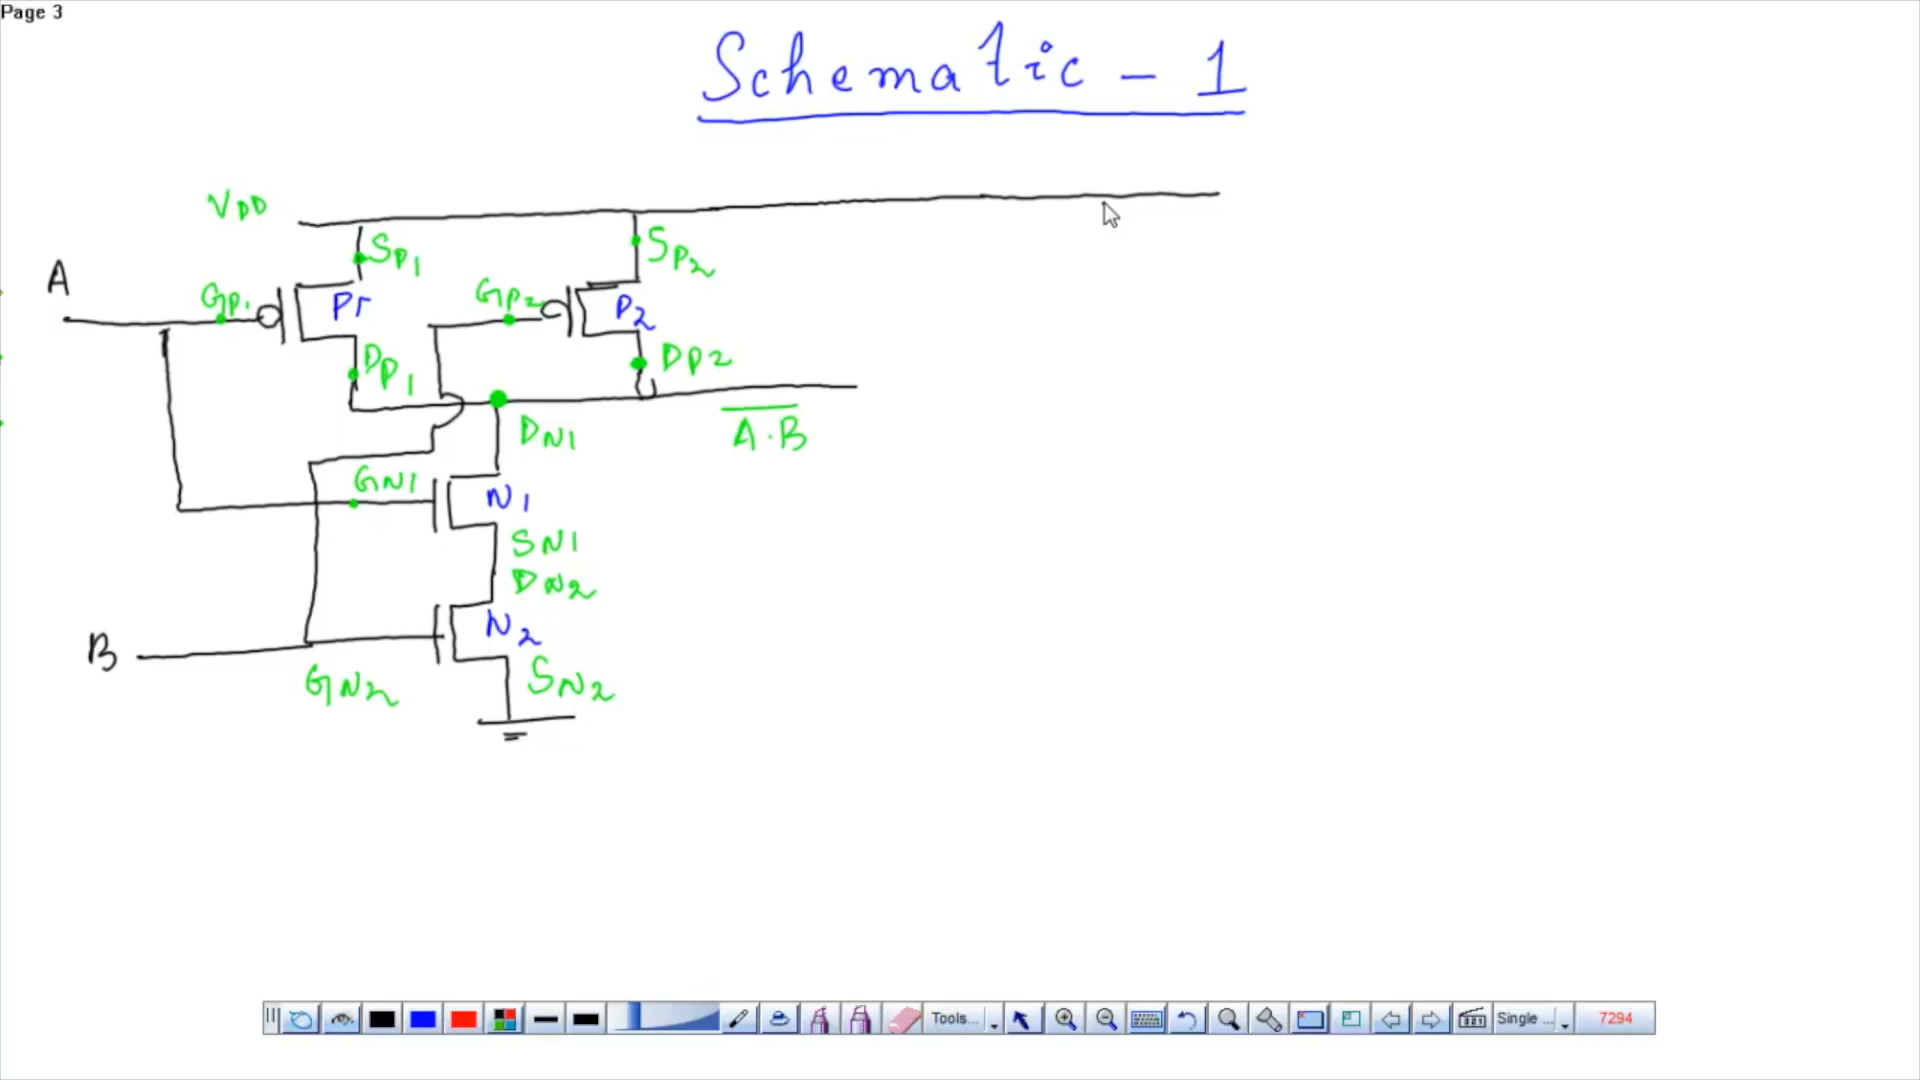 Page 3
Schematic - 1
VDD
SP1
SP2
A
GP1
P1
GP2
P2
DP1
DP2
DN1
A.B
GN1
N1
SN1
DN2
B
N2
GN2
SN2
Tools...
Single ...
7294